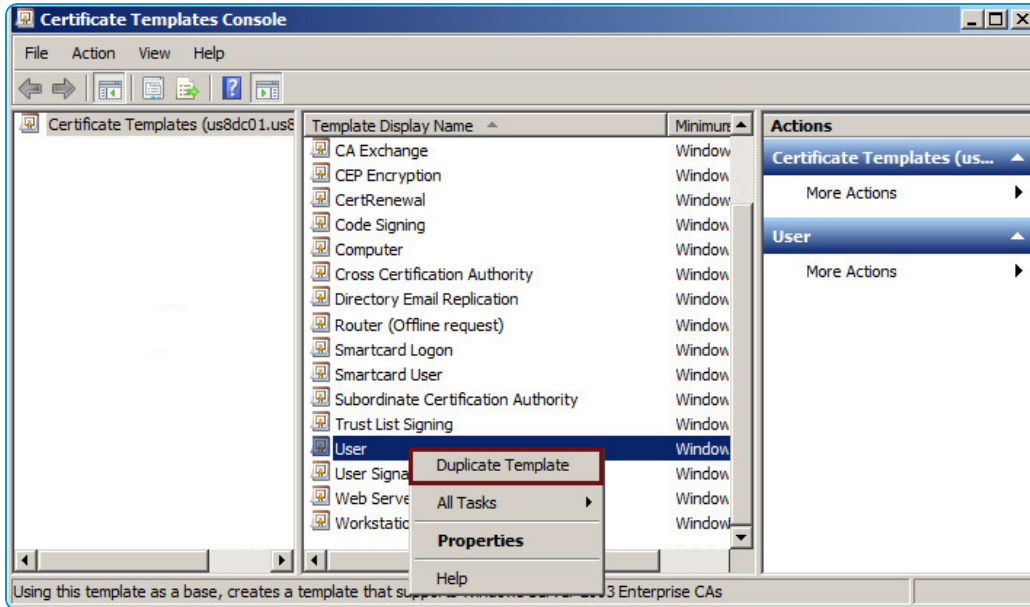 Certificate Templates Console
File Action View Help
Certificate Templates (us8dc01.us8
Template Display Name
Actions
CA Exchange Window
CEP Encryption Window
CertRenewal Window
Code Signing Window
Computer Window
Cross Certification Authority Window
Directory Email Replication Window
Router (Offline request) Window
Smartcard Logon Window
Smartcard User Window
Subordinate Certification Authority Window
Trust List Signing Window
User Window
User Signa Window
Web Serve Window
Workstatio Window
Duplicate Template
All Tasks
Properties
Help
Certificate Templates (us...
More Actions
User
More Actions
Using this template as a base, creates a template that 3 Enterprise CAs